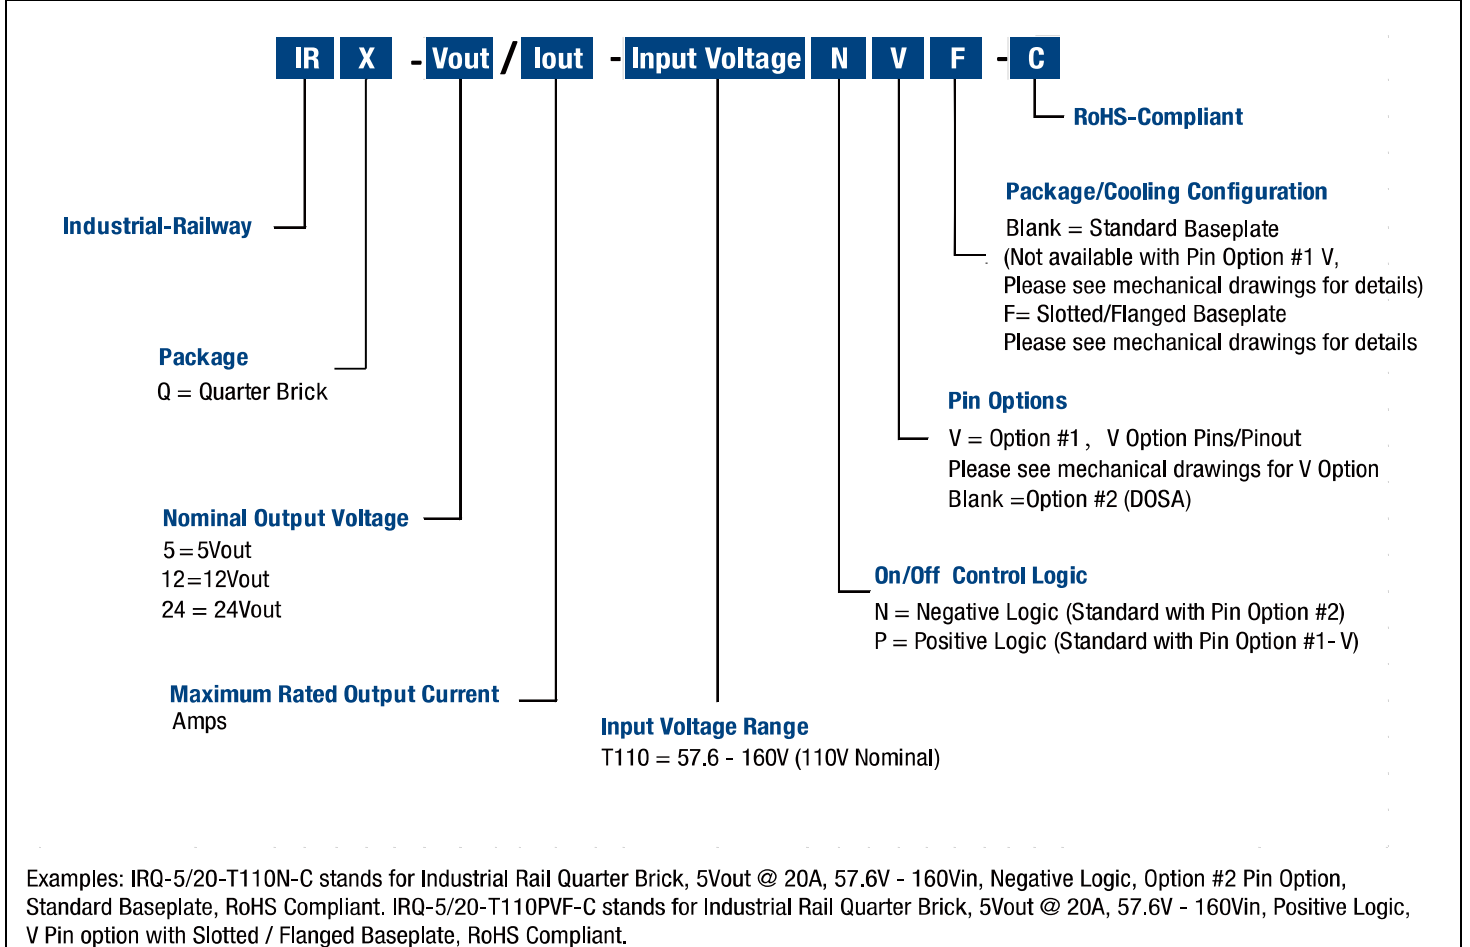 IR X - Vout / Iout - Input Voltage N V F - C
RoHS-Compliant
Package/Cooling Configuration
Blank = Standard Baseplate
(Not available with Pin Option #1 V,
Please see mechanical drawings for details)
F= Slotted/Flanged Baseplate
Please see mechanical drawings for details
Industrial-Railway
Package
Q = Quarter Brick
Pin Options
V = Option #1, V Option Pins/Pinout
Please see mechanical drawings for V Option
Blank =Option #2 (DOSA)
Nominal Output Voltage
5=5Vout
12=12Vout
24 = 24Vout
On/Off Control Logic
N = Negative Logic (Standard with Pin Option #2)
P = Positive Logic (Standard with Pin Option #1- V)
Maximum Rated Output Current
Amps
Input Voltage Range
T110 = 57.6 - 160V (110V Nominal)
Examples: IRQ-5/20-T110N-C stands for Industrial Rail Quarter Brick, 5Vout @ 20A, 57.6V - 160Vin, Negative Logic, Option #2 Pin Option,
Standard Baseplate, RoHS Compliant. IRQ-5/20-T110PVF-C stands for Industrial Rail Quarter Brick, 5Vout @ 20A, 57.6V - 160Vin, Positive Logic,
V Pin option with Slotted / Flanged Baseplate, RoHS Compliant.